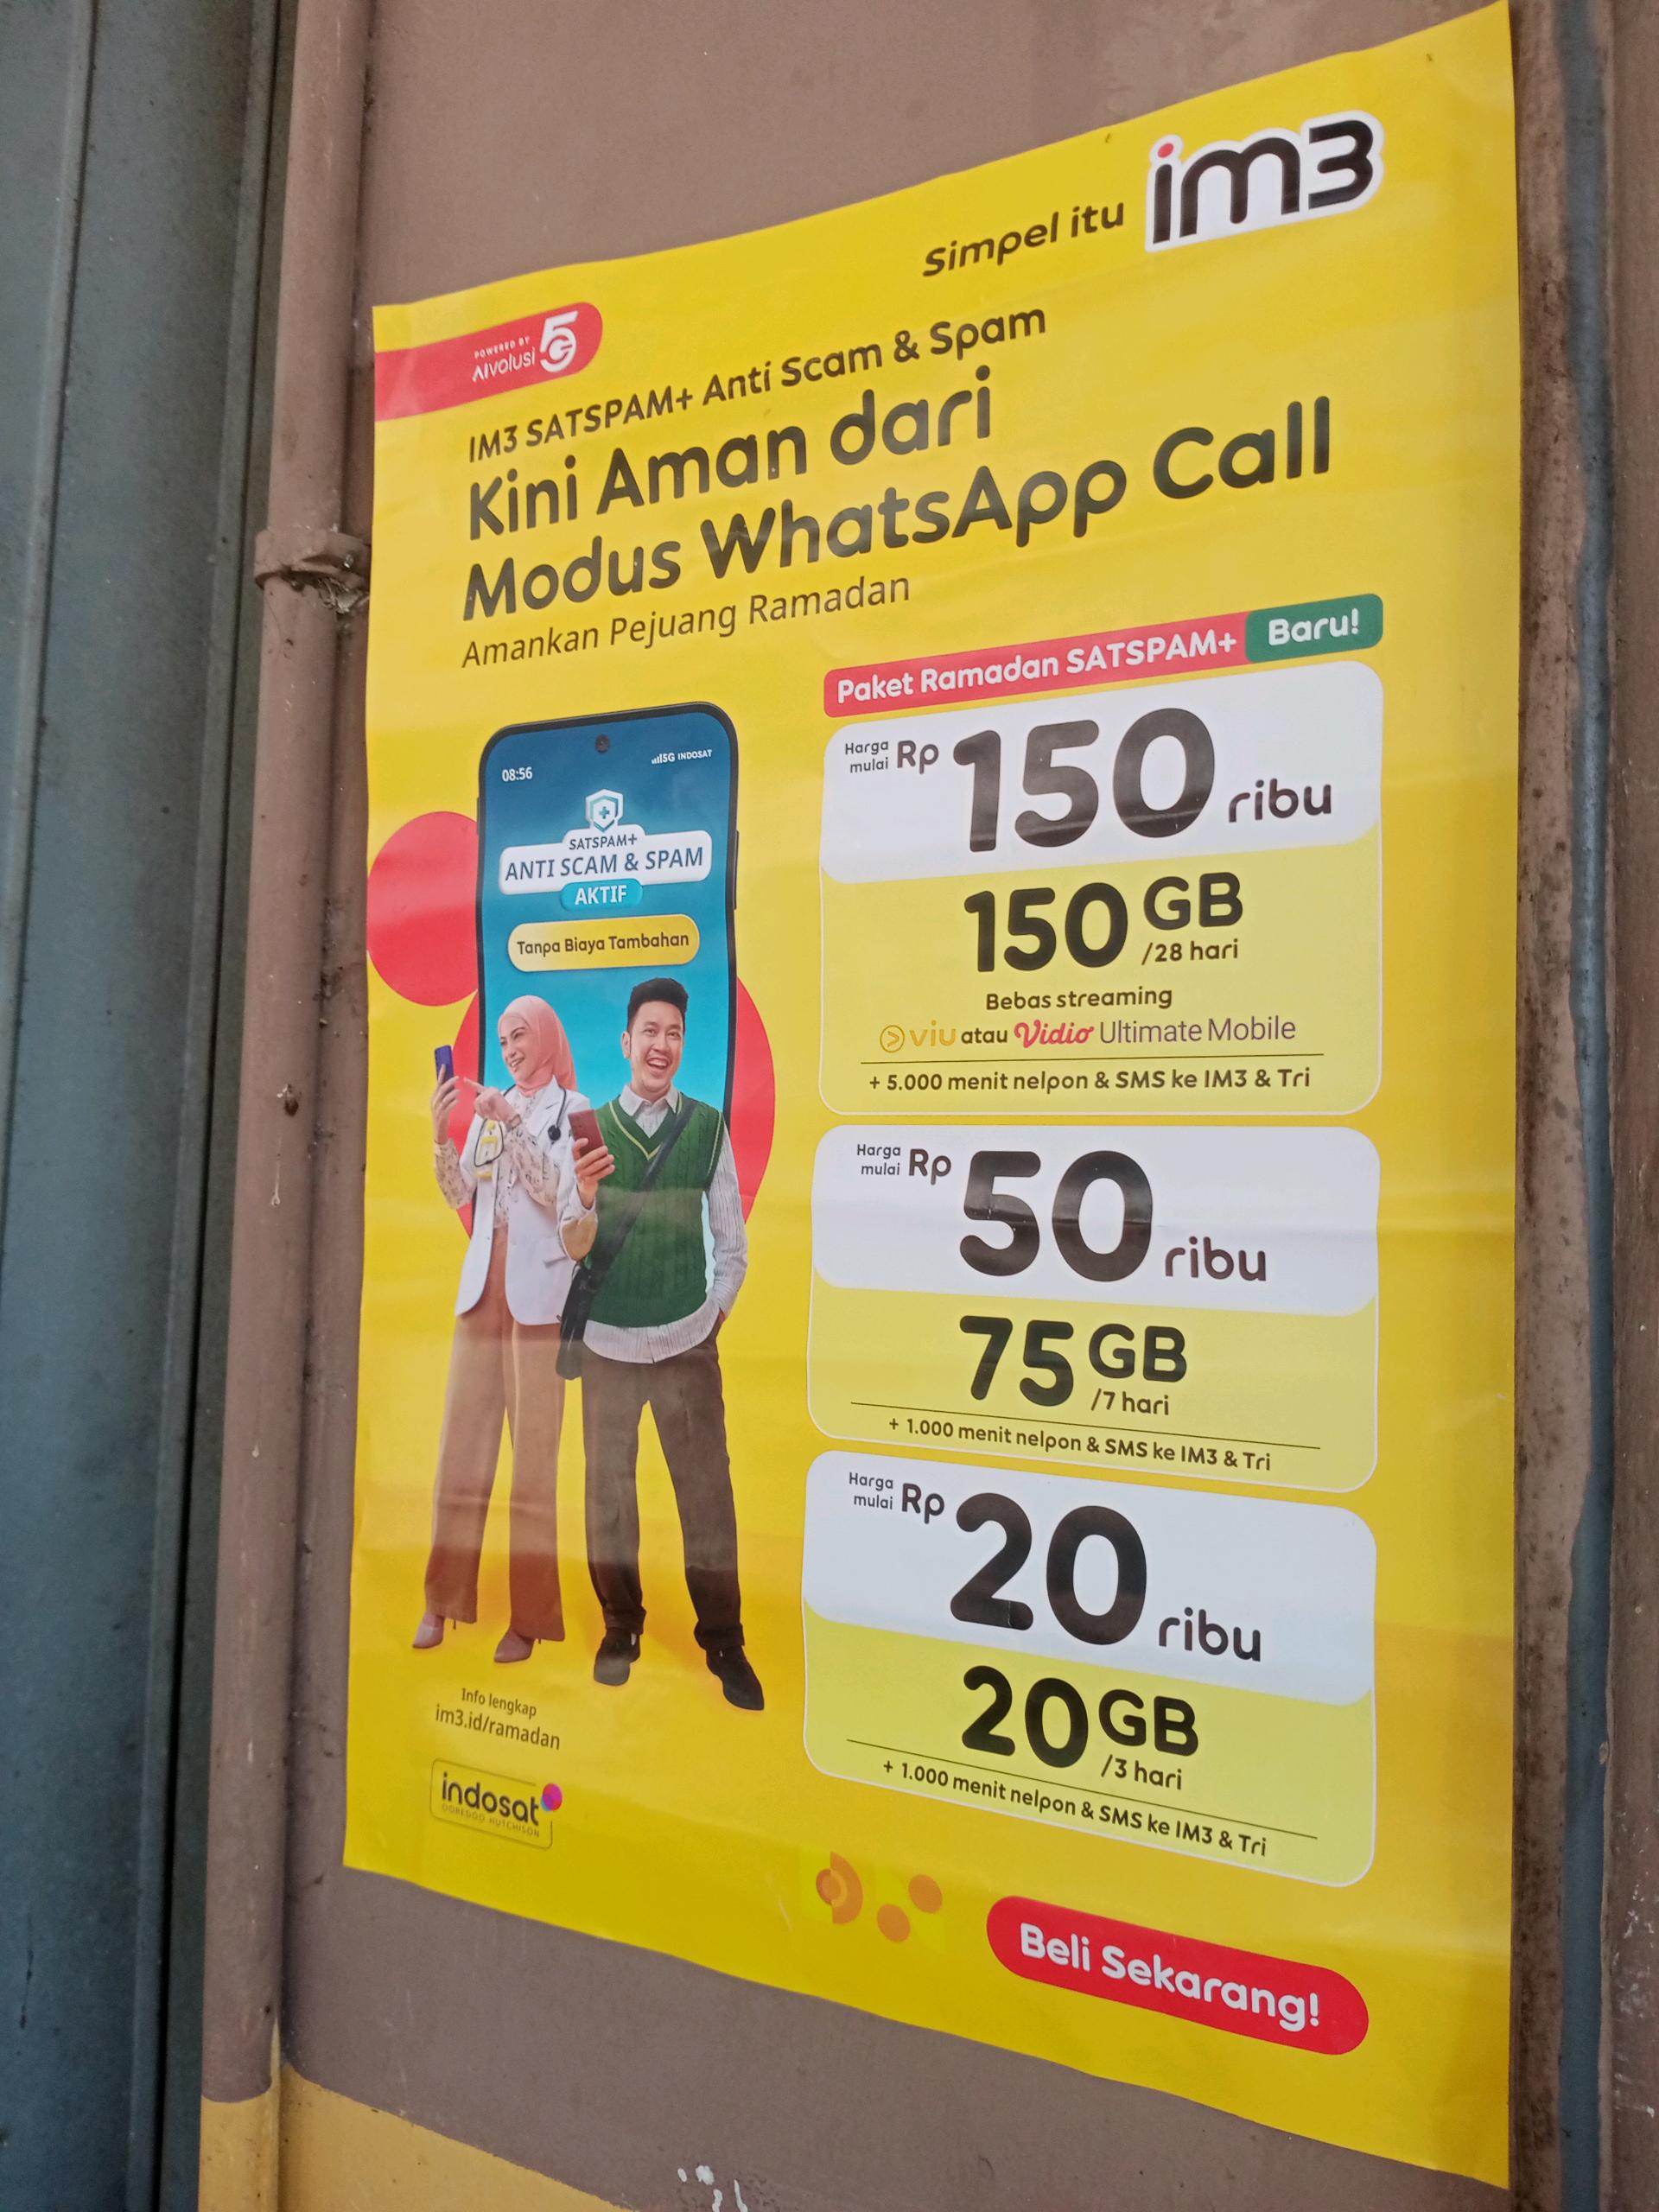 Simpel itu im3
POWERED BY
AIvolusi 5G
IM3 SATSPAM+ Anti Scam & Spam
Kini Aman dari
Modus WhatsApp Call
Amankan Pejuang Ramadan
08:56
5G INDOSAT
SATSPAM+
ANTI SCAM & SPAM
AKTIF
Tanpa Biaya Tambahan
Paket Ramadan SATSPAM+ Baru!
Harga mulai Rp 150 ribu
150 GB
/28 hari
Bebas streaming
viu atau Vidio Ultimate Mobile
+ 5.000 menit nelpon & SMS ke IM3 & Tri
Harga mulai Rp 50 ribu
75 GB
/7 hari
+ 1.000 menit nelpon & SMS ke IM3 & Tri
Harga mulai Rp 20 ribu
20 GB
/3 hari
+ 1.000 menit nelpon & SMS ke IM3 & Tri
Info lengkap
im3.id/ramadan
indosat
OOREDOO HUTCHISON
Beli Sekarang!